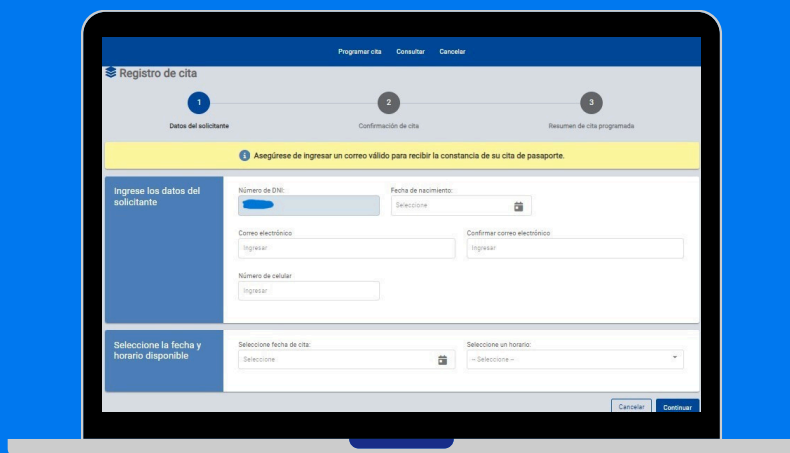 Programar cita Consultar Cancelar
Registro de cita
1 2 3
Datos del solicitante Confirmación de cita Resumen de cita programada
Asegúrese de ingresar un correo válido para recibir la constancia de su cita de pasaporte.
Ingrese los datos del
solicitante
Número de DNI: Fecha de nacimiento:
Seleccione
Correo electrónico Confirmar correo electrónico
Ingresar Ingresar
Número de celular
Ingresar
Seleccione la fecha y
horario disponible
Seleccione fecha de cita: Seleccione un horario:
Seleccione -- Seleccione --
Cancelar Continuar